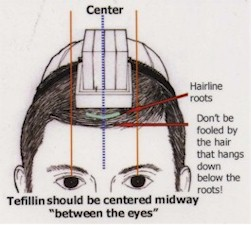 Center
Hairline
roots
Don't be
fooled by
the hair
that hangs
down
below the
roots!
Tefillin should be centered midway
"between the eyes"